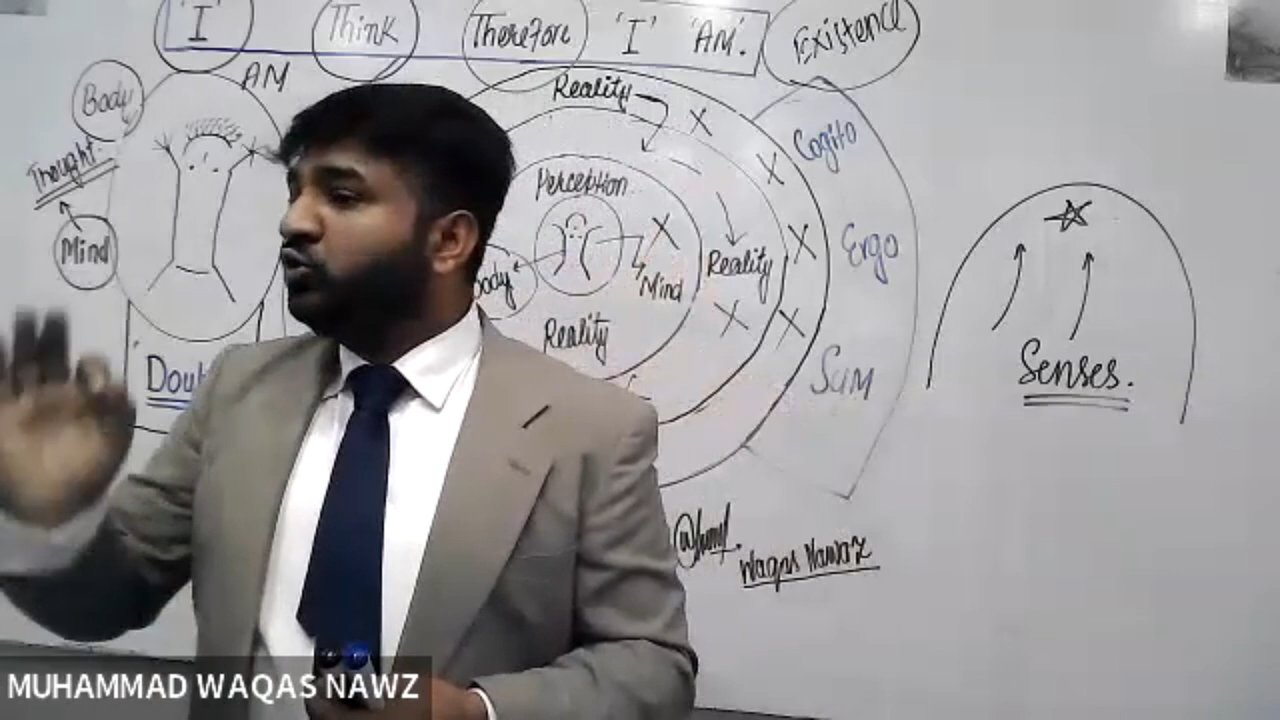 'I' Think Therefore 'I' 'AM'. Existence
AM
Body
Thought
Mind
Doub
Reality
Perception
Body
Mind
Reality
Reality
Cogito
Ergo
Sum
Senses.
Waqas Nawaz
MUHAMMAD WAQAS NAWZ